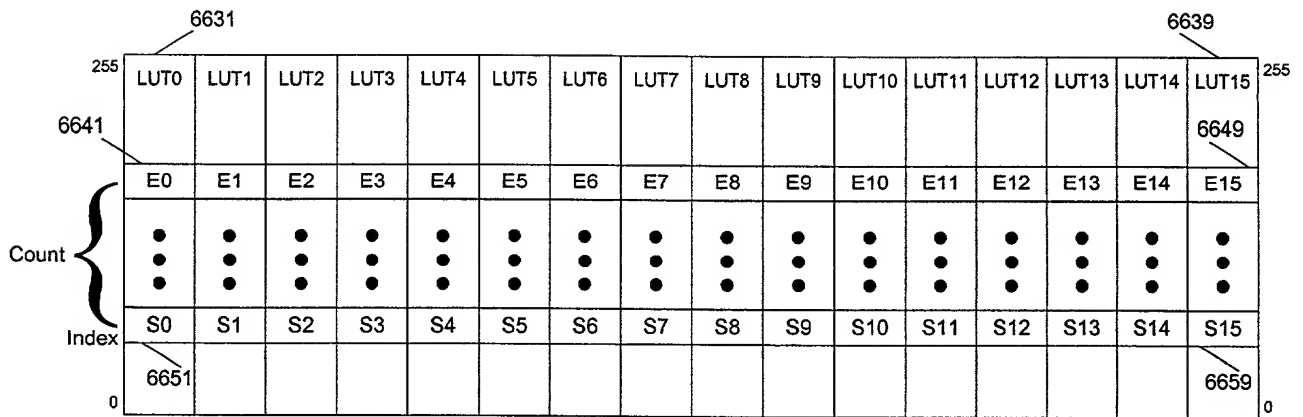 6631 6639
255 LUT0 LUT1 LUT2 LUT3 LUT4 LUT5 LUT6 LUT7 LUT8 LUT9 LUT10 LUT11 LUT12 LUT13 LUT14 LUT15 255
6641 6649
E0 E1 E2 E3 E4 E5 E6 E7 E8 E9 E10 E11 E12 E13 E14 E15
Count
Index S0 S1 S2 S3 S4 S5 S6 S7 S8 S9 S10 S11 S12 S13 S14 S15
6651 6659
0 0